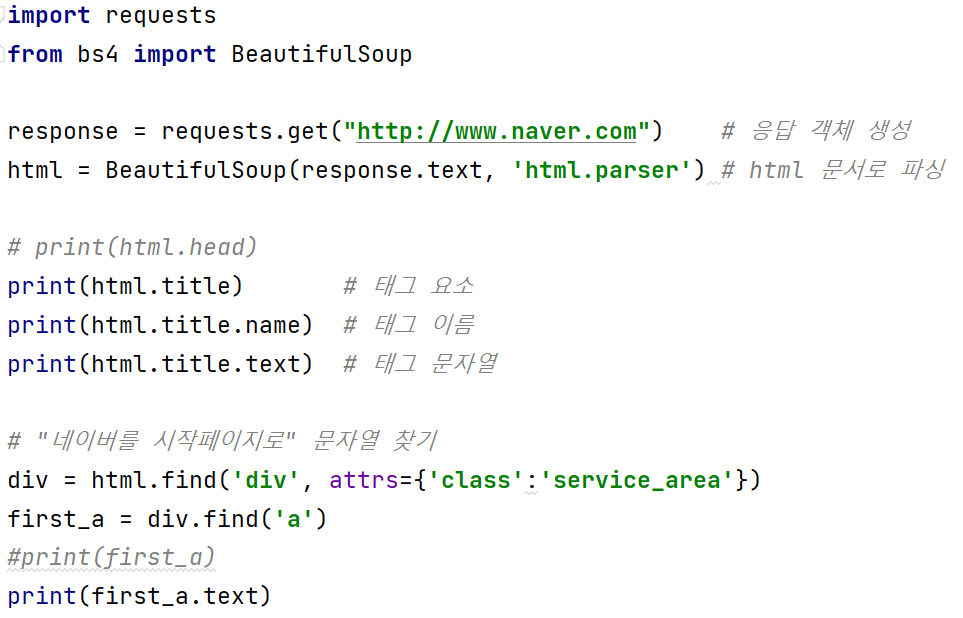 import requests
from bs4 import BeautifulSoup
response = requests.get("http://www.naver.com")    # 응답 객체 생성
html = BeautifulSoup(response.text, 'html.parser') # html 문서로 파싱
# print(html.head)
print(html.title)       # 태그 요소
print(html.title.name)  # 태그 이름
print(html.title.text)  # 태그 문자열
# "네이버를 시작페이지로" 문자열 찾기
div = html.find('div', attrs={'class':'service_area'})
first_a = div.find('a')
#print(first_a)
print(first_a.text)